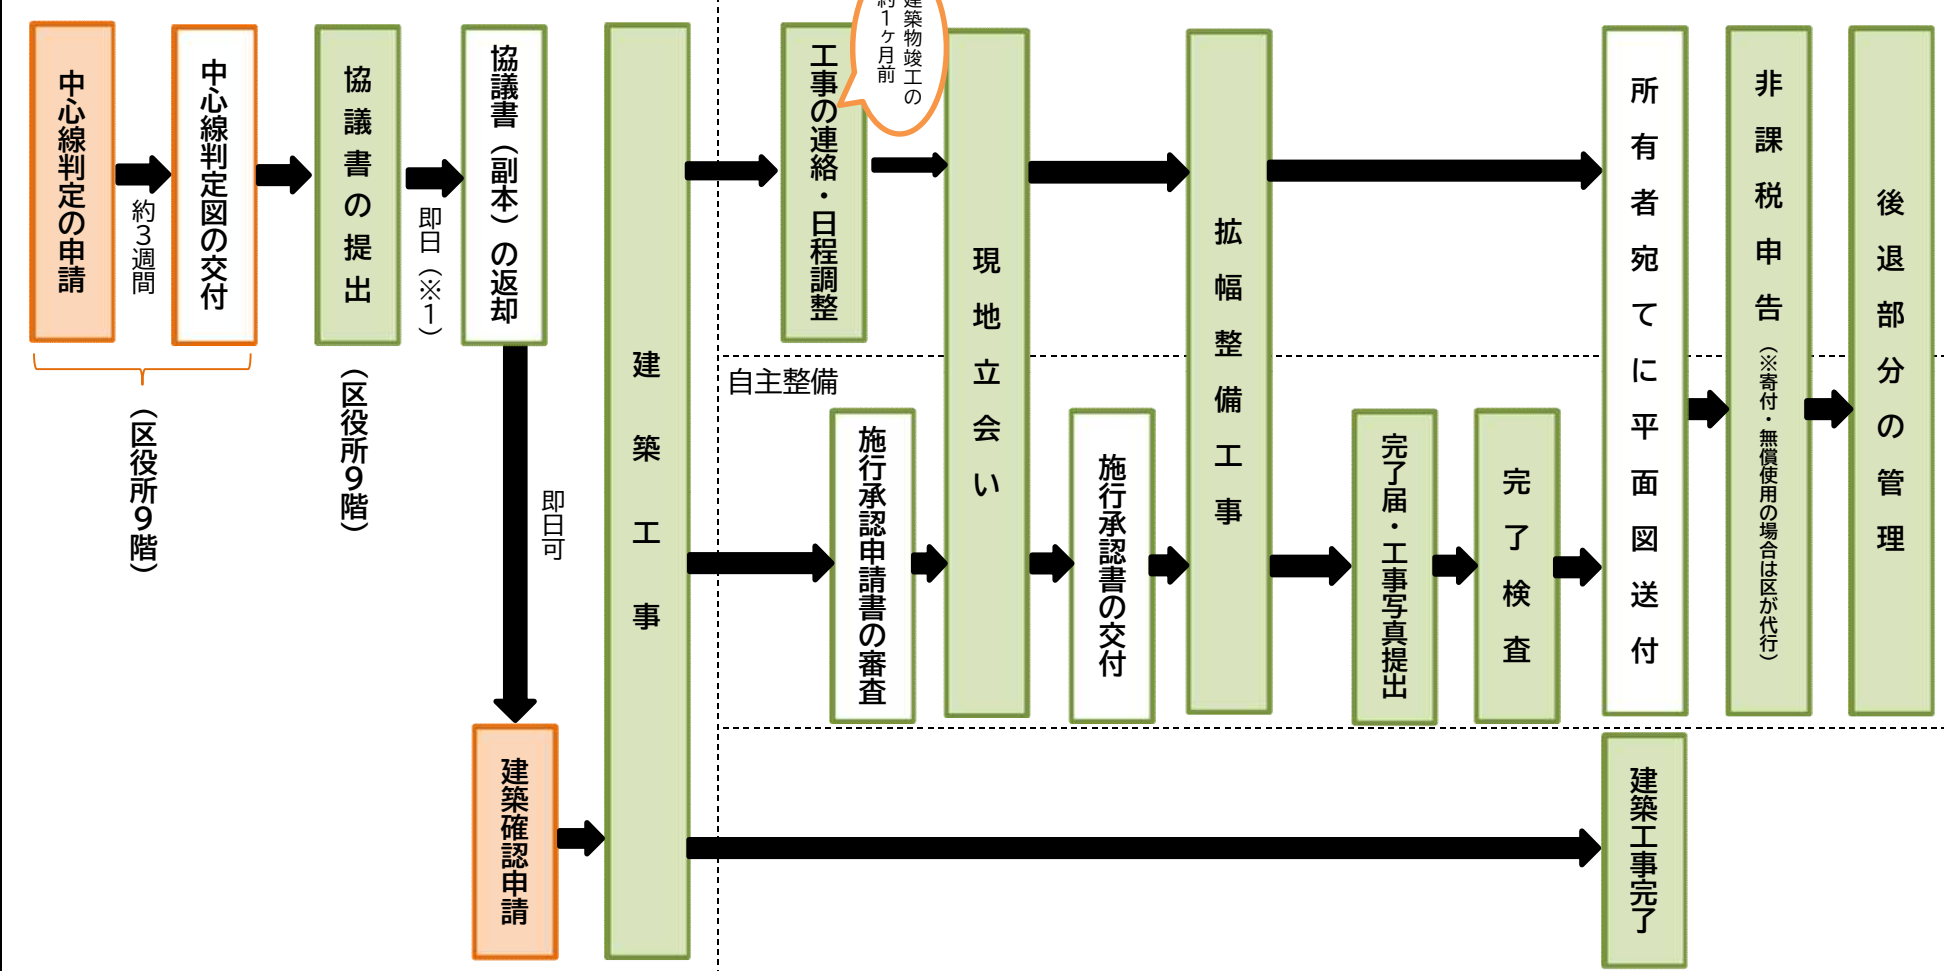 中心線判定の申請
約3週間
中心線判定図の交付
(区役所9階)
協議書の提出
(区役所9階)
即日(※1)
協議書(副本)の返却
即日可
建築確認申請
建築工事
工事の連絡・日程調整
建築物竣工の
約1ヶ月前
自主整備
施行承認申請書の審査
現地立会い
施行承認書の交付
拡幅整備工事
完了届・工事写真提出
完了検査
所有者宛てに平面図送付
非課税申告(※寄付・無償使用の場合は区が代行)
後退部分の管理
建築工事完了